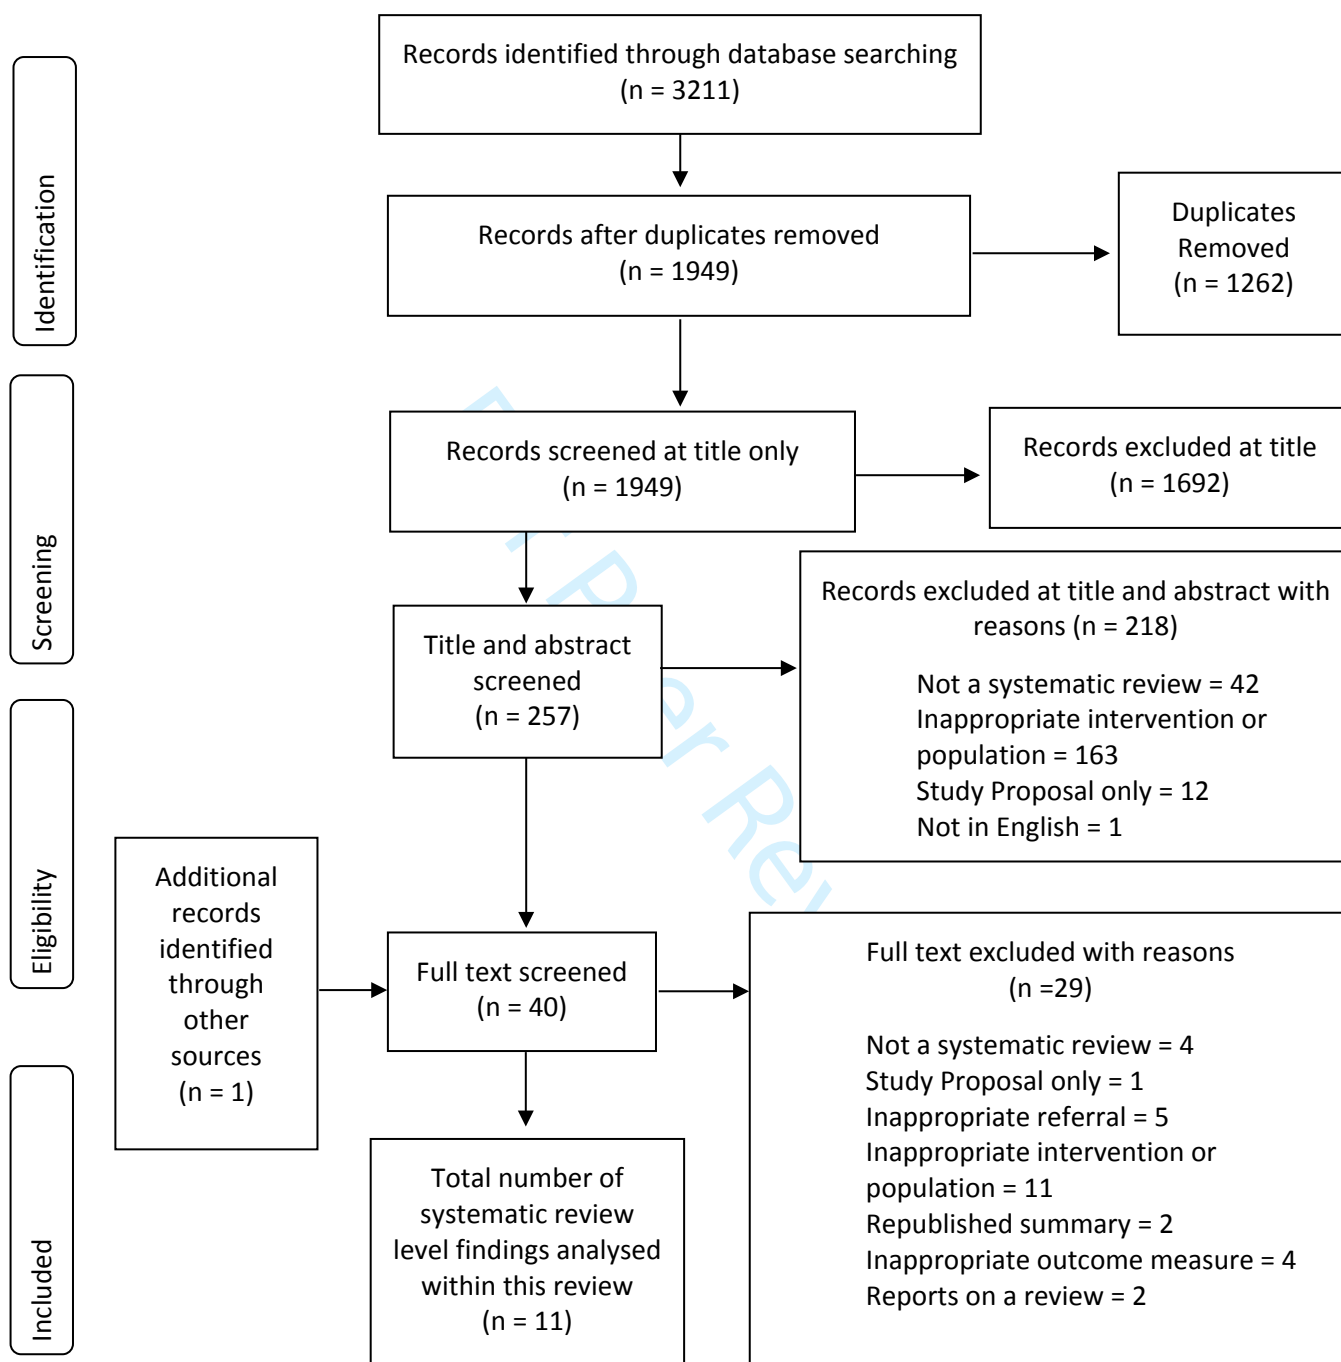 Records identified through database searching
(n = 3211)
Identification
Records after duplicates removed
(n = 1949)
Duplicates
Removed
(n = 1262)
Screening
Records screened at title only
(n = 1949)
Records excluded at title
(n = 1692)
Title and abstract
screened
(n = 257)
Records excluded at title and abstract with
reasons (n = 218)
Not a systematic review = 42
Inappropriate intervention or
population = 163
Study Proposal only = 12
Not in English = 1
Eligibility
Additional
records
identified
through
other
sources
(n = 1)
Full text screened
(n = 40)
Full text excluded with reasons
(n =29)
Not a systematic review = 4
Study Proposal only = 1
Inappropriate referral = 5
Inappropriate intervention or
population = 11
Republished summary = 2
Inappropriate outcome measure = 4
Reports on a review = 2
Included
Total number of
systematic review
level findings analysed
within this review
(n = 11)